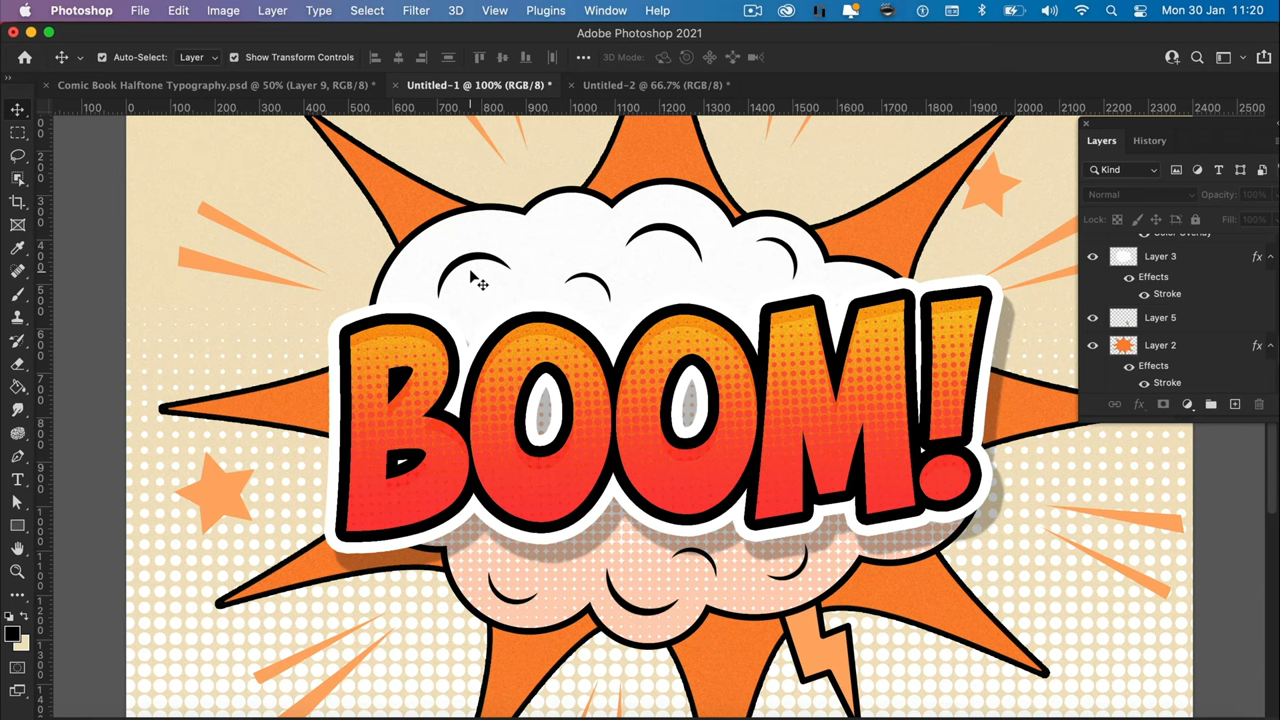 Photoshop File Edit Image Layer Type Select Filter 3D View Plugins Window Help Mon 30 Jan 11:20
Adobe Photoshop 2021
Auto-Select: Layer Show Transform Controls 3D Mode:
Comic Book Halftone Typography.psd @ 50% (Layer 9, RGB/8) * Untitled-1 @ 100% (RGB/8) * Untitled-2 @ 66.7% (RGB/8) *
100 200 300 400 500 600 700 800 900 1000 1100 1200 1300 1400 1500 1600 1700 1800 1900 2000 2100 2200 2300 2400 2500
Layers History
Kind
Normal Opacity: 100%
Lock: Fill: 100%
Color Overlay
Layer 3 fx
Effects
Stroke
Layer 5
Layer 2 fx
Effects
Stroke
BOOM!